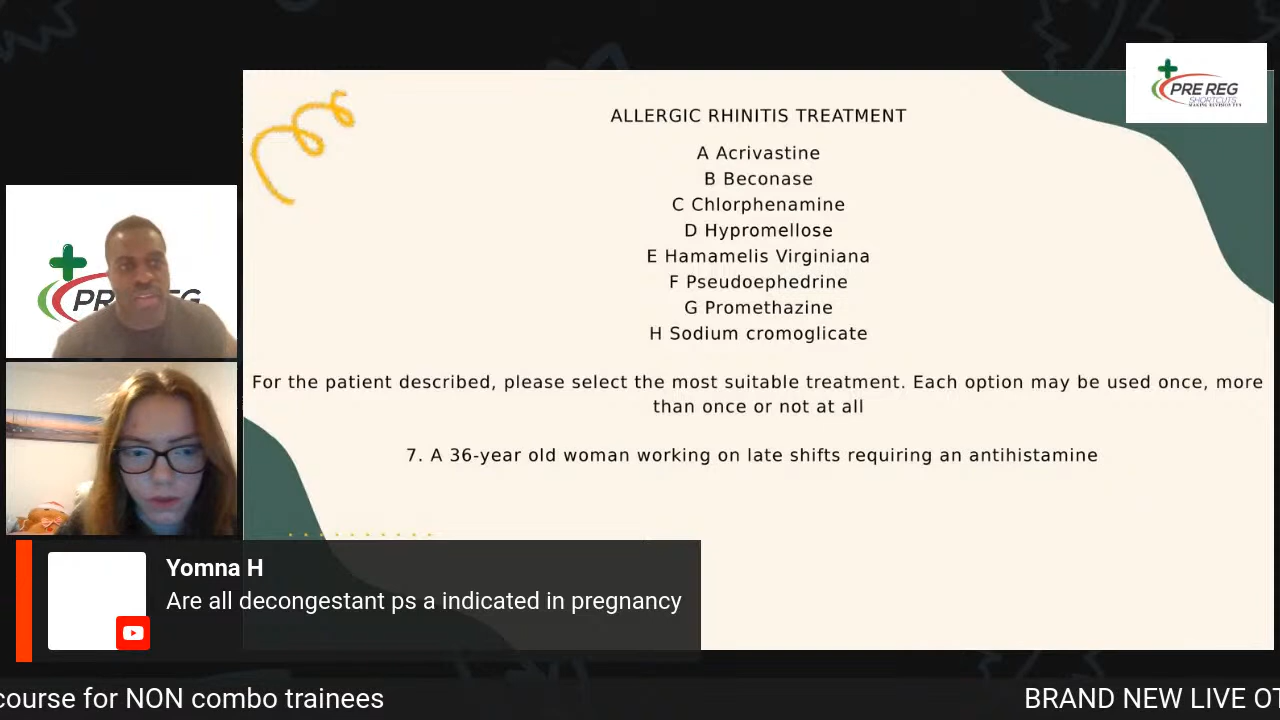 PRE REG
SHORTCUTS
ALLERGIC RHINITIS TREATMENT
A Acrivastine
B Beconase
C Chlorphenamine
D Hypromellose
E Hamamelis Virginiana
F Pseudoephedrine
G Promethazine
H Sodium cromoglicate
For the patient described, please select the most suitable treatment. Each option may be used once, more
than once or not at all
7. A 36-year old woman working on late shifts requiring an antihistamine
Yomna H
Are all decongestant ps a indicated in pregnancy
course for NON combo trainees
BRAND NEW LIVE OT